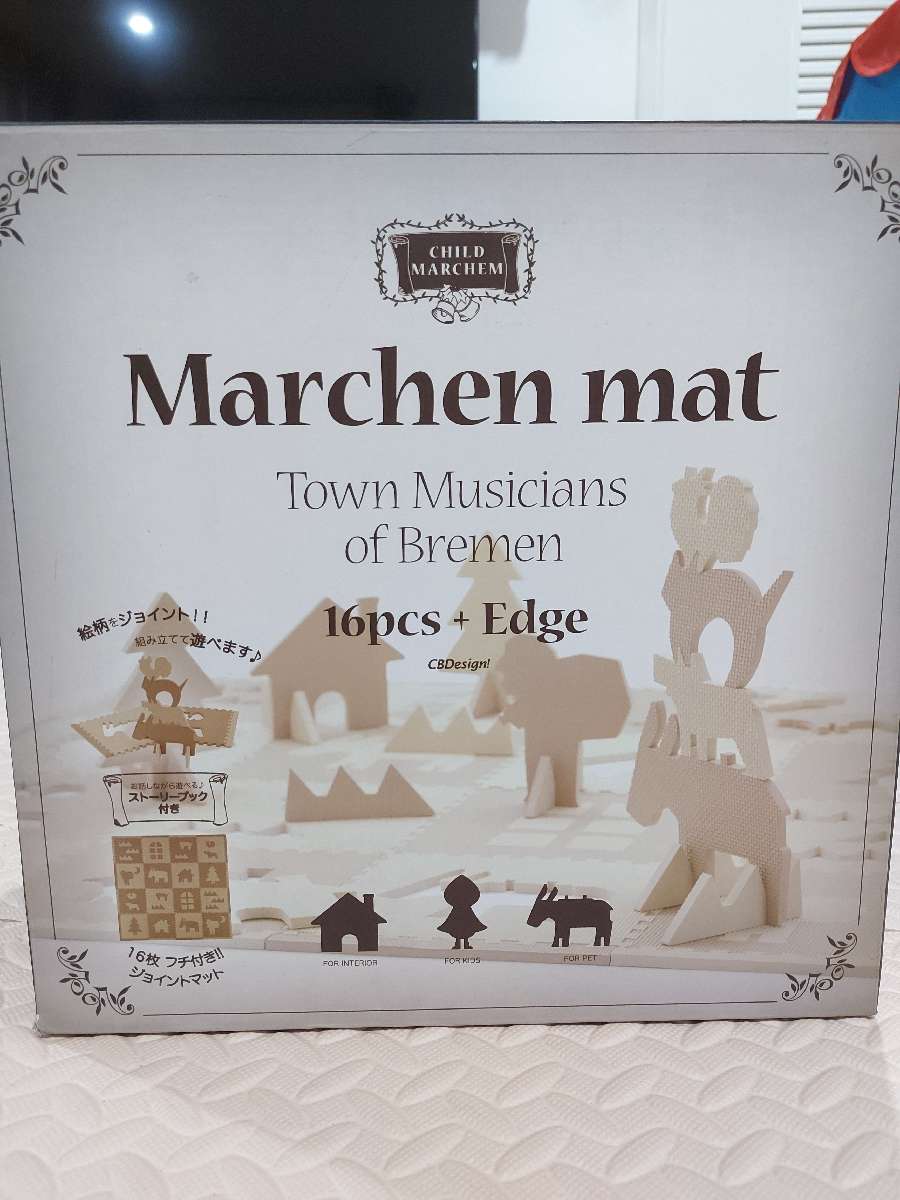 CHILD
MARCHEM
Marchen mat
Town Musicians
of Bremen
16pcs + Edge
CBDesign!
絵柄をジョイント!!
組み立てて遊べます♪
お話しながら遊べる♪
ストーリーブック
付き
16枚 フチ付き!!
ジョイントマット
FOR INTERIOR
FOR KIDS
FOR PET